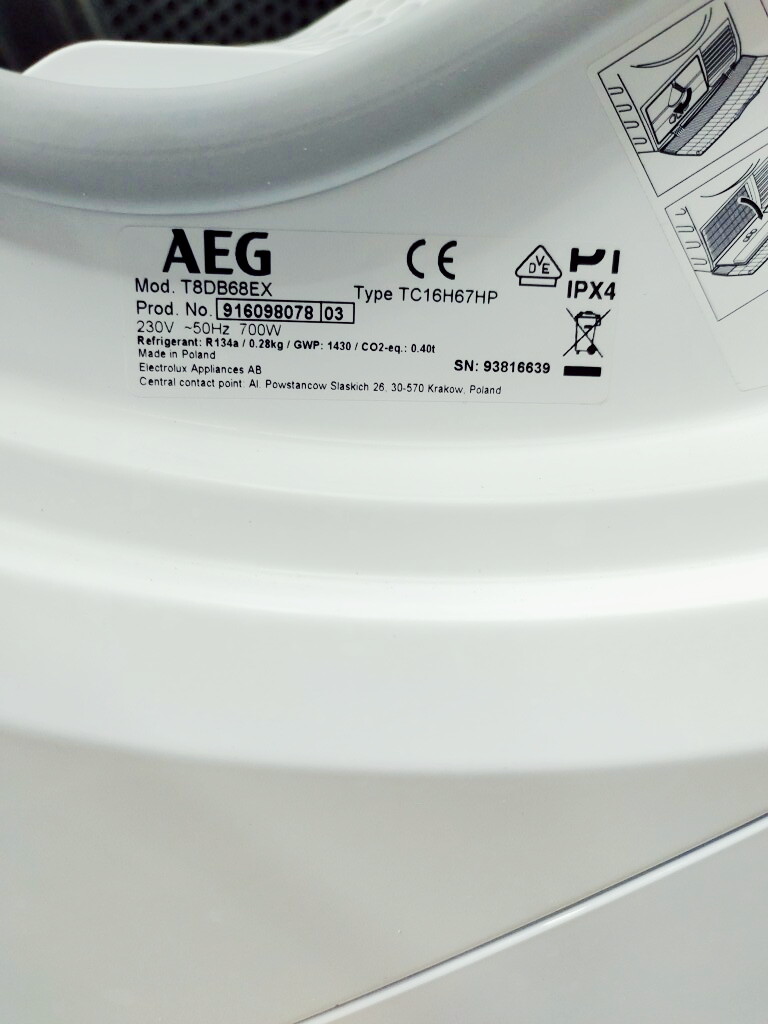 AEG
CE
DVE
IPX4
Mod. T8DB68EX
Type TC16H67HP
Prod. No. 916098078 03
230V ~50Hz 700W
Refrigerant: R134a / 0.28kg / GWP: 1430 / CO2-eq.: 0.40t
Made in Poland
Electrolux Appliances AB
SN: 93816639
Central contact point: Al. Powstancow Slaskich 26, 30-570 Krakow, Poland